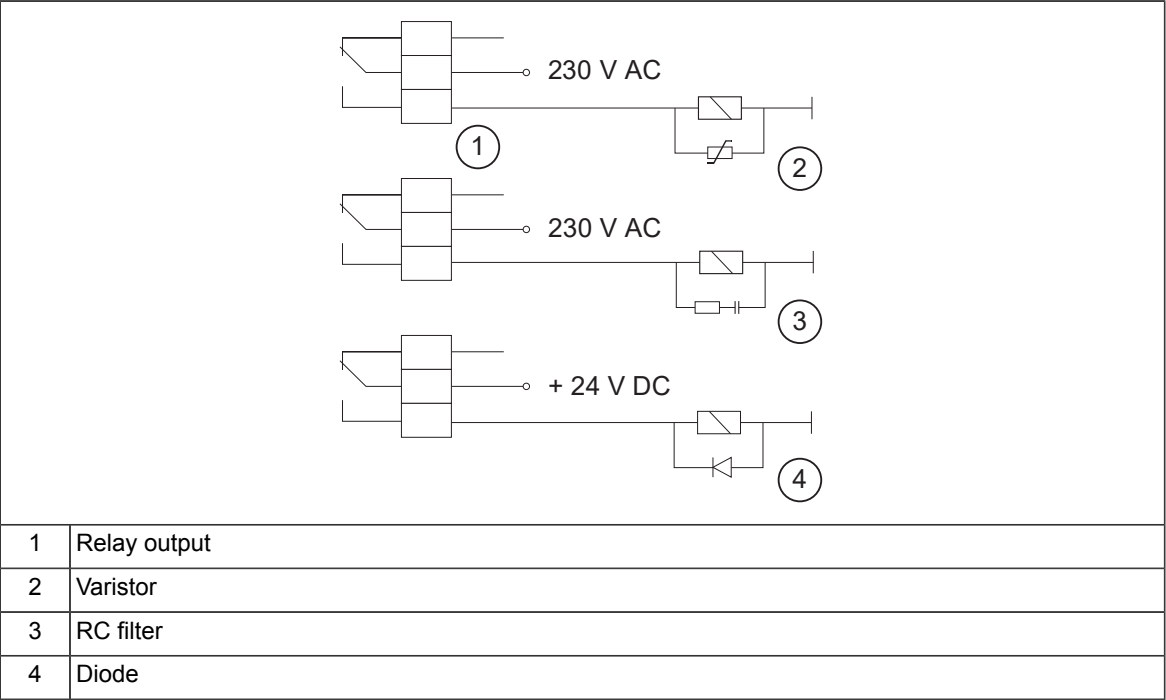 230 V AC
1
2
230 V AC
3
+ 24 V DC
4
1 Relay output
2 Varistor
3 RC filter
4 Diode